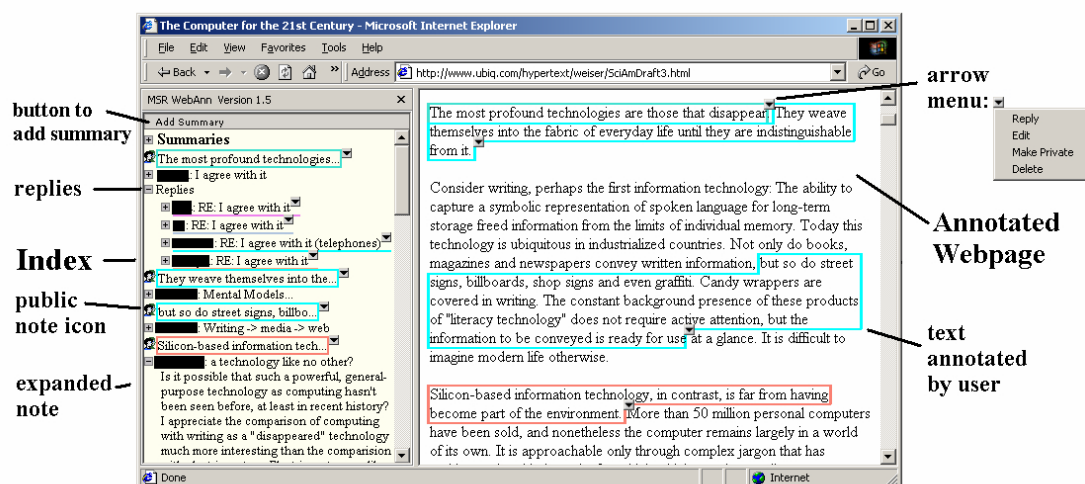 The Computer for the 21st Century - Microsoft Internet Explorer
File Edit View Favorites Tools Help
Back » Address http://www.ubiq.com/hypertext/weiser/SciAmDraft3.html Go
MSR WebAnn Version 1.5
Add Summary
Summaries
The most profound technologies...
: I agree with it
Replies
: RE: I agree with it
: RE: I agree with it
: RE: I agree with it (telephones)
: RE: I agree with it
They weave themselves into the...
: Mental Models...
but so do street signs, billbo...
: Writing -> media -> web
Silicon-based information tech...
: a technology like no other?
Is it possible that such a powerful, general-
purpose technology as computing hasn't
been seen before, at least in recent history?
I appreciate the comparison of computing
with writing as a "disappeared" technology
much more interesting than the comparision
The most profound technologies are those that disappear. They weave
themselves into the fabric of everyday life until they are indistinguishable
from it.
Consider writing, perhaps the first information technology: The ability to
capture a symbolic representation of spoken language for long-term
storage freed information from the limits of individual memory. Today this
technology is ubiquitous in industrialized countries. Not only do books,
magazines and newspapers convey written information, but so do street
signs, billboards, shop signs and even graffiti. Candy wrappers are
covered in writing. The constant background presence of these products
of "literacy technology" does not require active attention, but the
information to be conveyed is ready for use at a glance. It is difficult to
imagine modern life otherwise.
Silicon-based information technology, in contrast, is far from having
become part of the environment. More than 50 million personal computers
have been sold, and nonetheless the computer remains largely in a world
of its own. It is approachable only through complex jargon that has
Done
Internet
button to
add summary
replies
Index
public
note icon
expanded
note
arrow
menu:
Reply
Edit
Make Private
Delete
Annotated
Webpage
text
annotated
by user